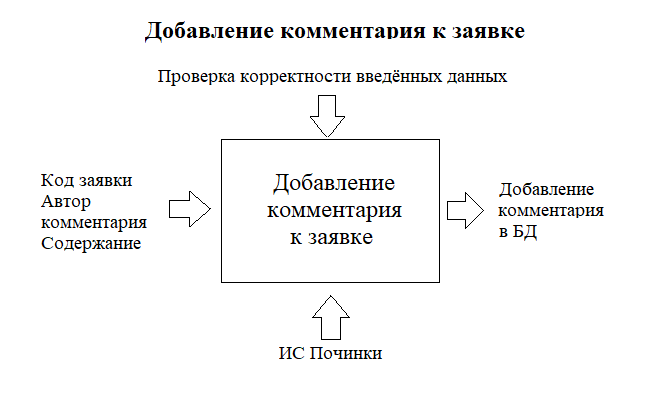 Добавление комментария к заявке
Проверка корректности введённых данных
Код заявки
Автор
комментария
Содержание
Добавление
комментария
к заявке
Добавление
комментария
в БД
ИС Починки